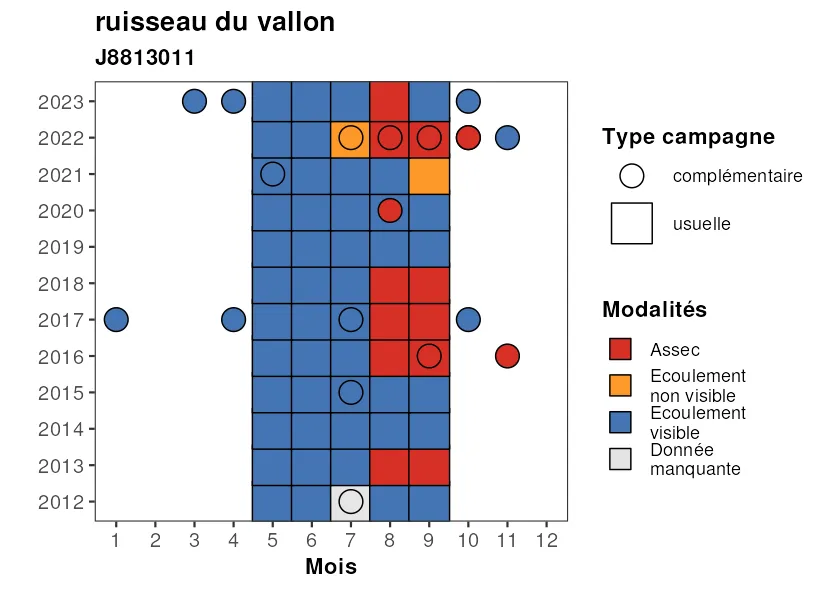 ruisseau du vallon
J8813011
2023
2022
2021
2020
2019
2018
2017
2016
2015
2014
2013
2012
1 2 3 4 5 6 7 8 9 10 11 12
Mois
Type campagne
complémentaire
usuelle
Modalités
Assec
Ecoulement
non visible
Ecoulement
visible
Donnée
manquante